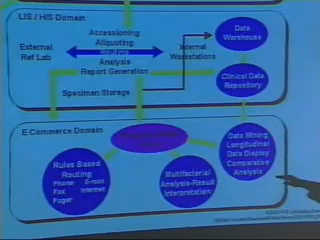 LIS / HIS Domain
Data
Warehouse
Accessioning
Aliquoting
Routing
Analysis
Report Generation
External
Ref Lab
Internal
Workstations
Clinical Data
Repository
Specimen Storage
E Commerce Domain
Data Mining
Longitudinal
Data Display
Comparative
Analysis
Rules Based
Routing
Phone E-mail
Fax Internet
Pager
Multifactorial
Analysis-Result
Interpretation